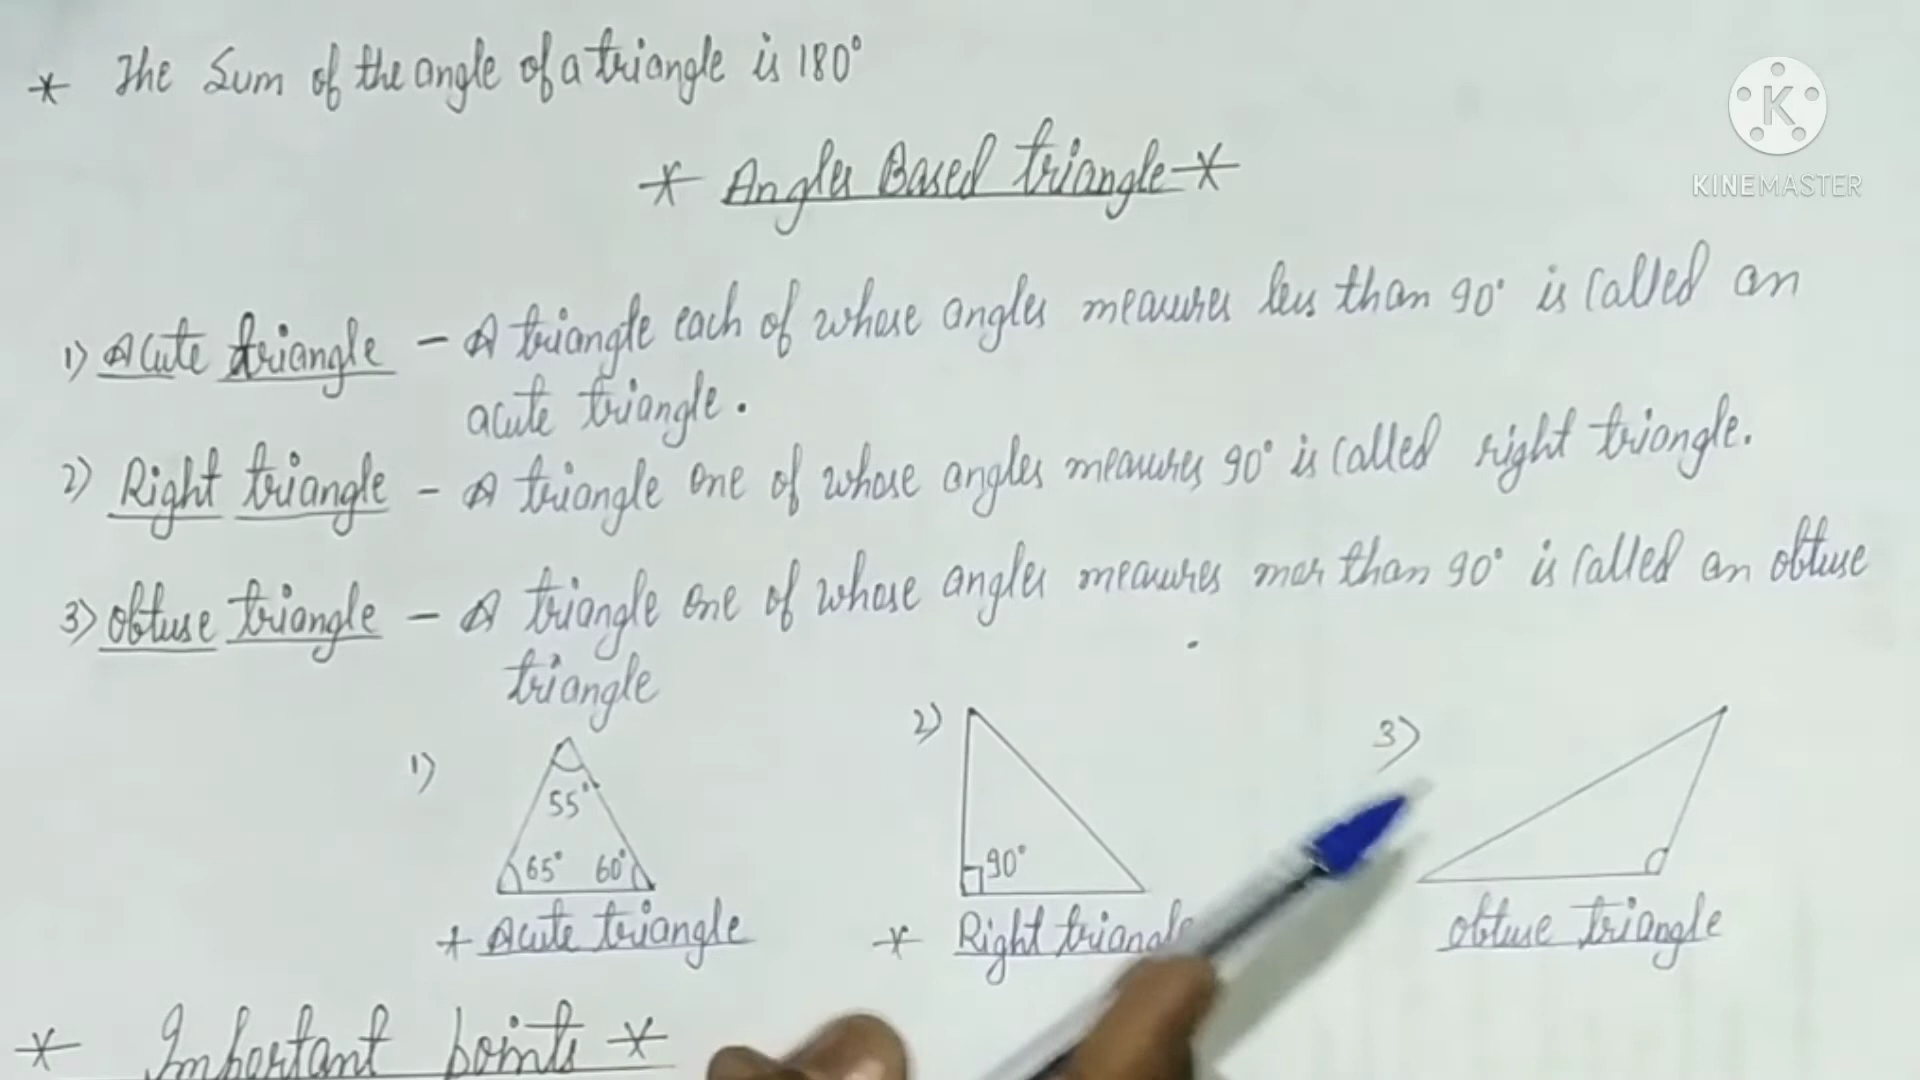 * The Sum of the angle of a triangle is 180°
K
KINEMASTER
* Angles Based triangle *
1) Acute triangle - A triangle each of whose angles measures less than 90° is called an
acute triangle.
2) Right triangle - A triangle one of whose angles measures 90° is called right triangle.
3) obtuse triangle - A triangle one of whose angles measures mor than 90° is called an obtuse
triangle
1) 2) 3)
55°
65° 60° 90°
* Acute triangle * Right triangle obtuse triangle
* Important points *